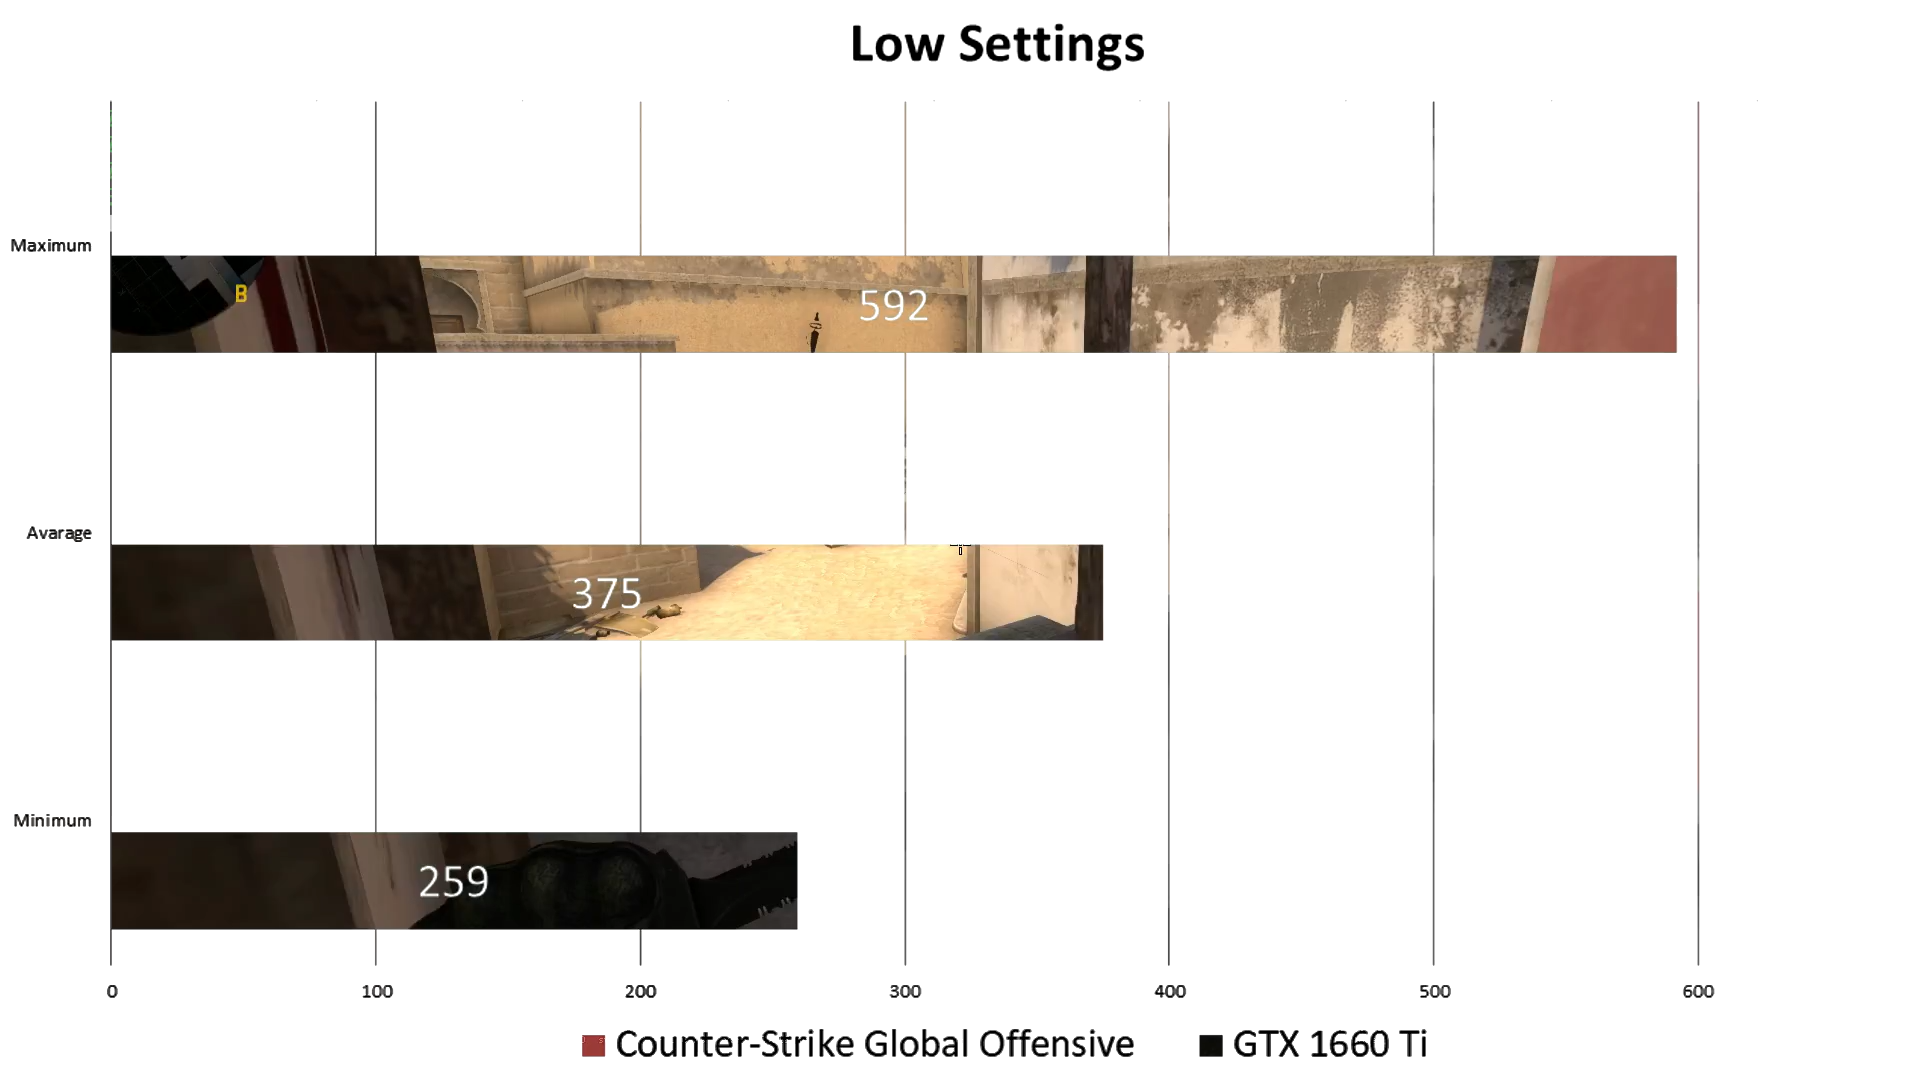 Low Settings
Maximum
B
592
Avarage
375
Minimum
259
0 100 200 300 400 500 600
Counter-Strike Global Offensive GTX 1660 Ti